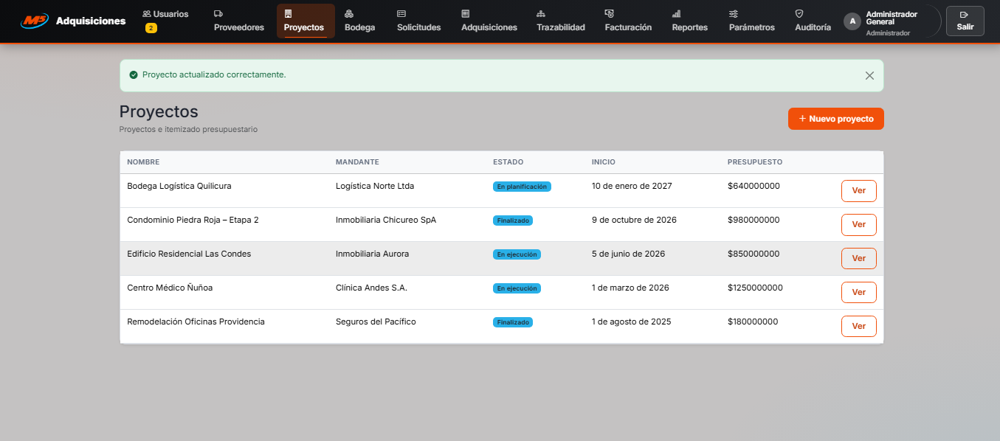 M5 Adquisiciones
Usuarios
2
Proveedores
Proyectos
Bodega
Solicitudes
Adquisiciones
Trazabilidad
Facturación
Reportes
Parámetros
Auditoría
A
Administrador
General
Administrador
Salir
Proyecto actualizado correctamente.
Proyectos
Proyectos e itemizado presupuestario
+ Nuevo proyecto
NOMBRE MANDANTE ESTADO INICIO PRESUPUESTO
Bodega Logística Quilicura Logística Norte Ltda En planificación 10 de enero de 2027 $640000000 Ver
Condominio Piedra Roja – Etapa 2 Inmobiliaria Chicureo SpA Finalizado 9 de octubre de 2026 $980000000 Ver
Edificio Residencial Las Condes Inmobiliaria Aurora En ejecución 5 de junio de 2026 $850000000 Ver
Centro Médico Ñuñoa Clínica Andes S.A. En ejecución 1 de marzo de 2026 $1250000000 Ver
Remodelación Oficinas Providencia Seguros del Pacífico Finalizado 1 de agosto de 2025 $180000000 Ver